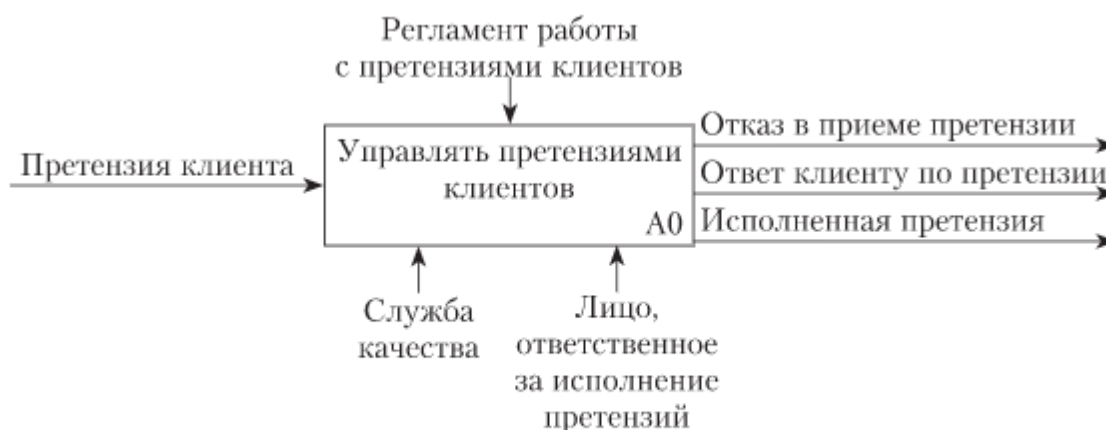 Регламент работы
с претензиями клиентов
Претензия клиента
Управлять претензиями
клиентов
А0
Отказ в приеме претензии
Ответ клиенту по претензии
Исполненная претензия
Служба
качества
Лицо,
ответственное
за исполнение
претензий